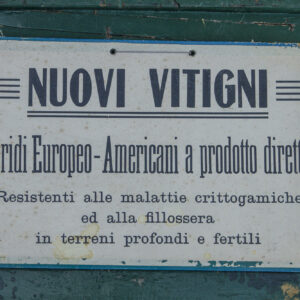 NUOVI VITIGNI
ridi Europeo-Americani a prodotto dirett
Resistenti alle malattie crittogamiche
ed alla fillossera
in terreni profondi e fertili